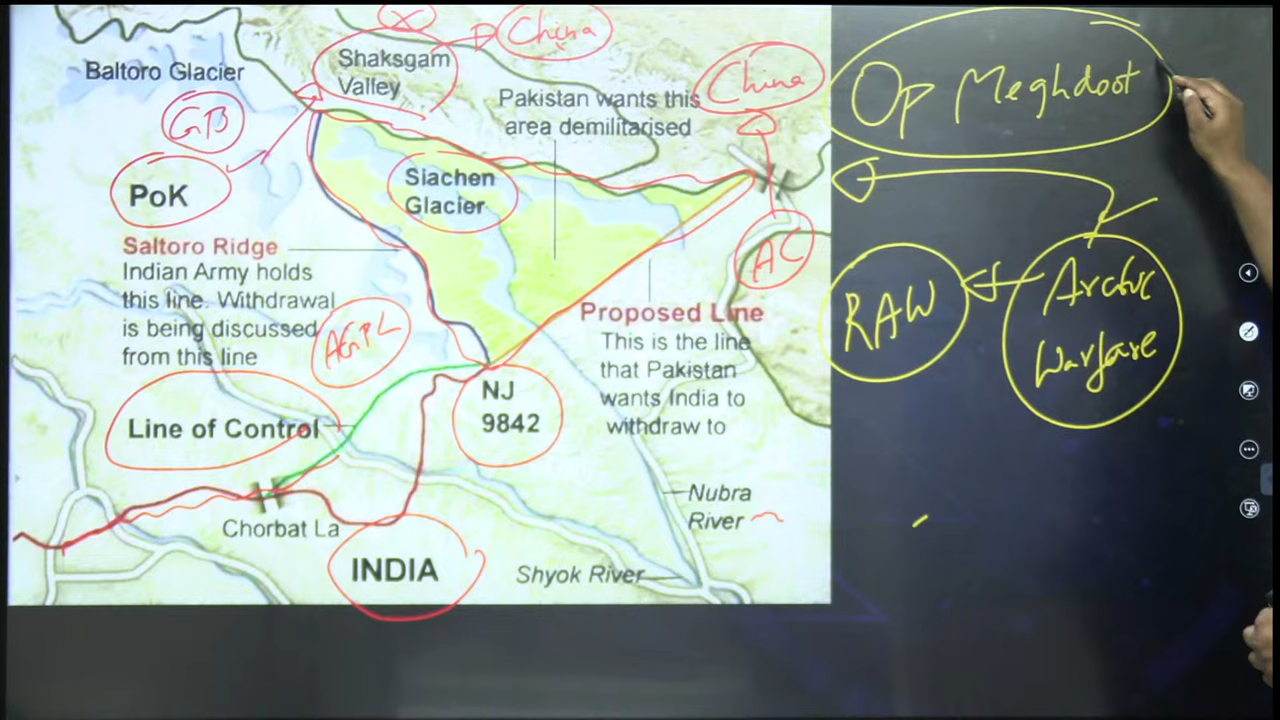 Baltoro Glacier
Shaksgam
Valley
X
China
China
GB
PoK
Pakistan wants this
area demilitarised
Siachen
Glacier
AC
Saltoro Ridge
Indian Army holds
this line. Withdrawal
is being discussed
from this line
AGPL
Proposed Line
This is the line
that Pakistan
wants India to
withdraw to
Line of Control
NJ
9842
Chorbat La
INDIA
Nubra
River
Shyok River
Op Meghdoot
RAW
Arctic
Warfare